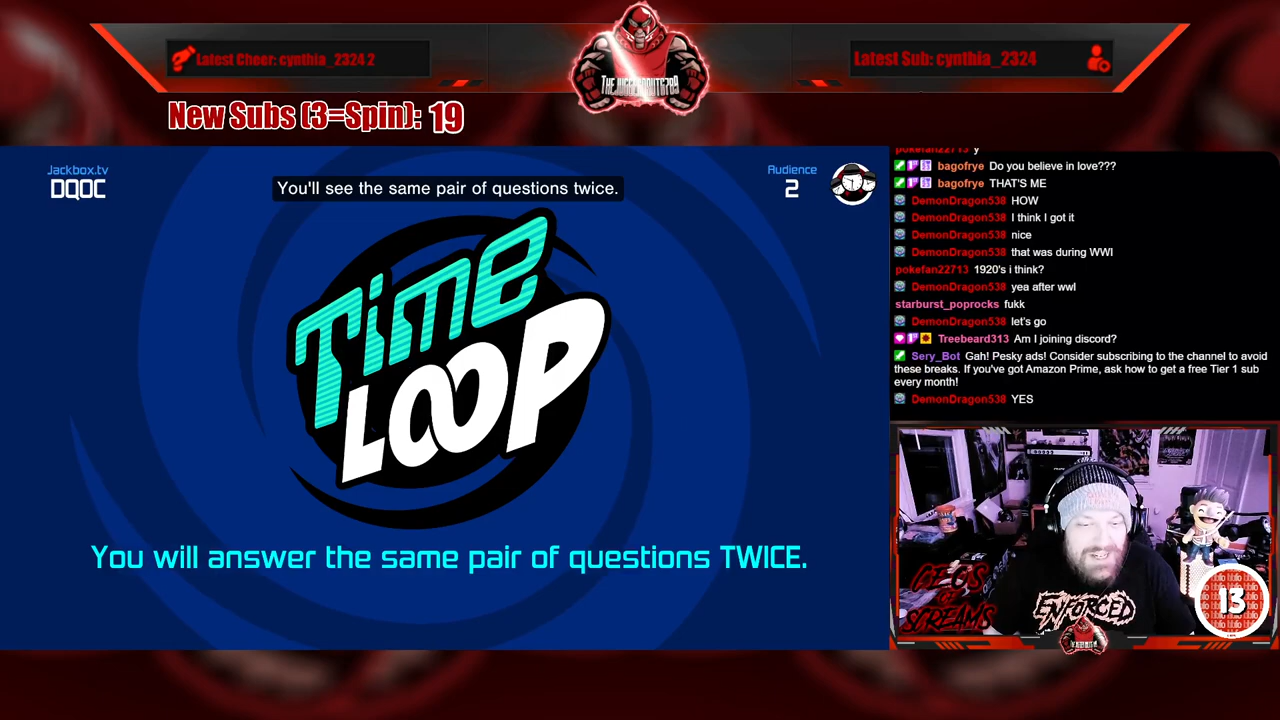 Latest Cheer: cynthia_2324 2
THEJUGGERNAUT6789
Latest Sub: cynthia_2324
New Subs (3=Spin): 19
Jackbox.tv
DQOC
You'll see the same pair of questions twice.
Audience
2
Time
LOOP
You will answer the same pair of questions TWICE.
pokefan22713 y
bagofrye Do you believe in love???
bagofrye THAT'S ME
DemonDragon538 HOW
DemonDragon538 I think I got it
DemonDragon538 nice
DemonDragon538 that was during WWI
pokefan22713 1920's i think?
DemonDragon538 yea after wwI
starburst_poprocks fukk
DemonDragon538 let's go
Treebeard313 Am I joining discord?
Sery_Bot Gah! Pesky ads! Consider subscribing to the channel to avoid
these breaks. If you've got Amazon Prime, ask how to get a free Tier 1 sub
every month!
DemonDragon538 YES
ENFORCED
SCREAMS
13